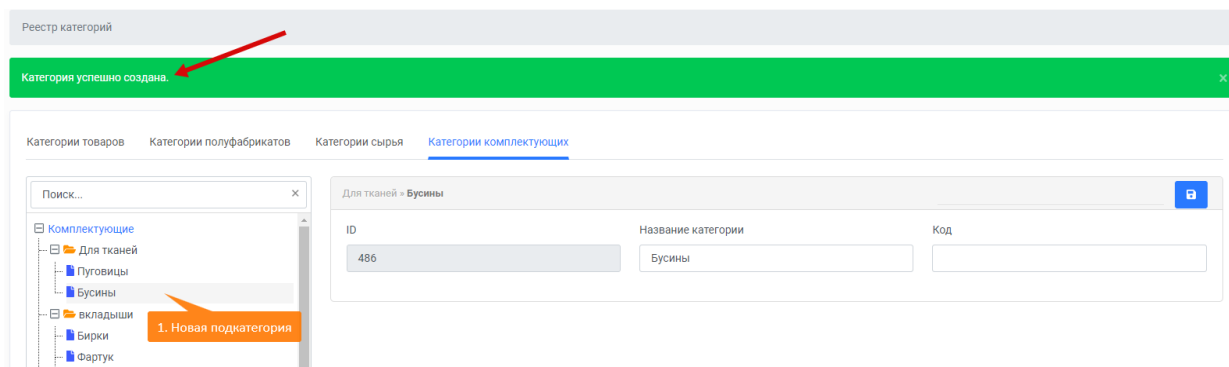 Реестр категорий
Категория успешно создана.
×
Категории товаров Категории полуфабрикатов Категории сырья Категории комплектующих
Поиск... ×
Для тканей » Бусины
Комплектующие
ID Название категории Код
Для тканей
486 Бусины
Пуговицы
Бусины
вкладыши
1. Новая подкатегория
Бирки
Фартук